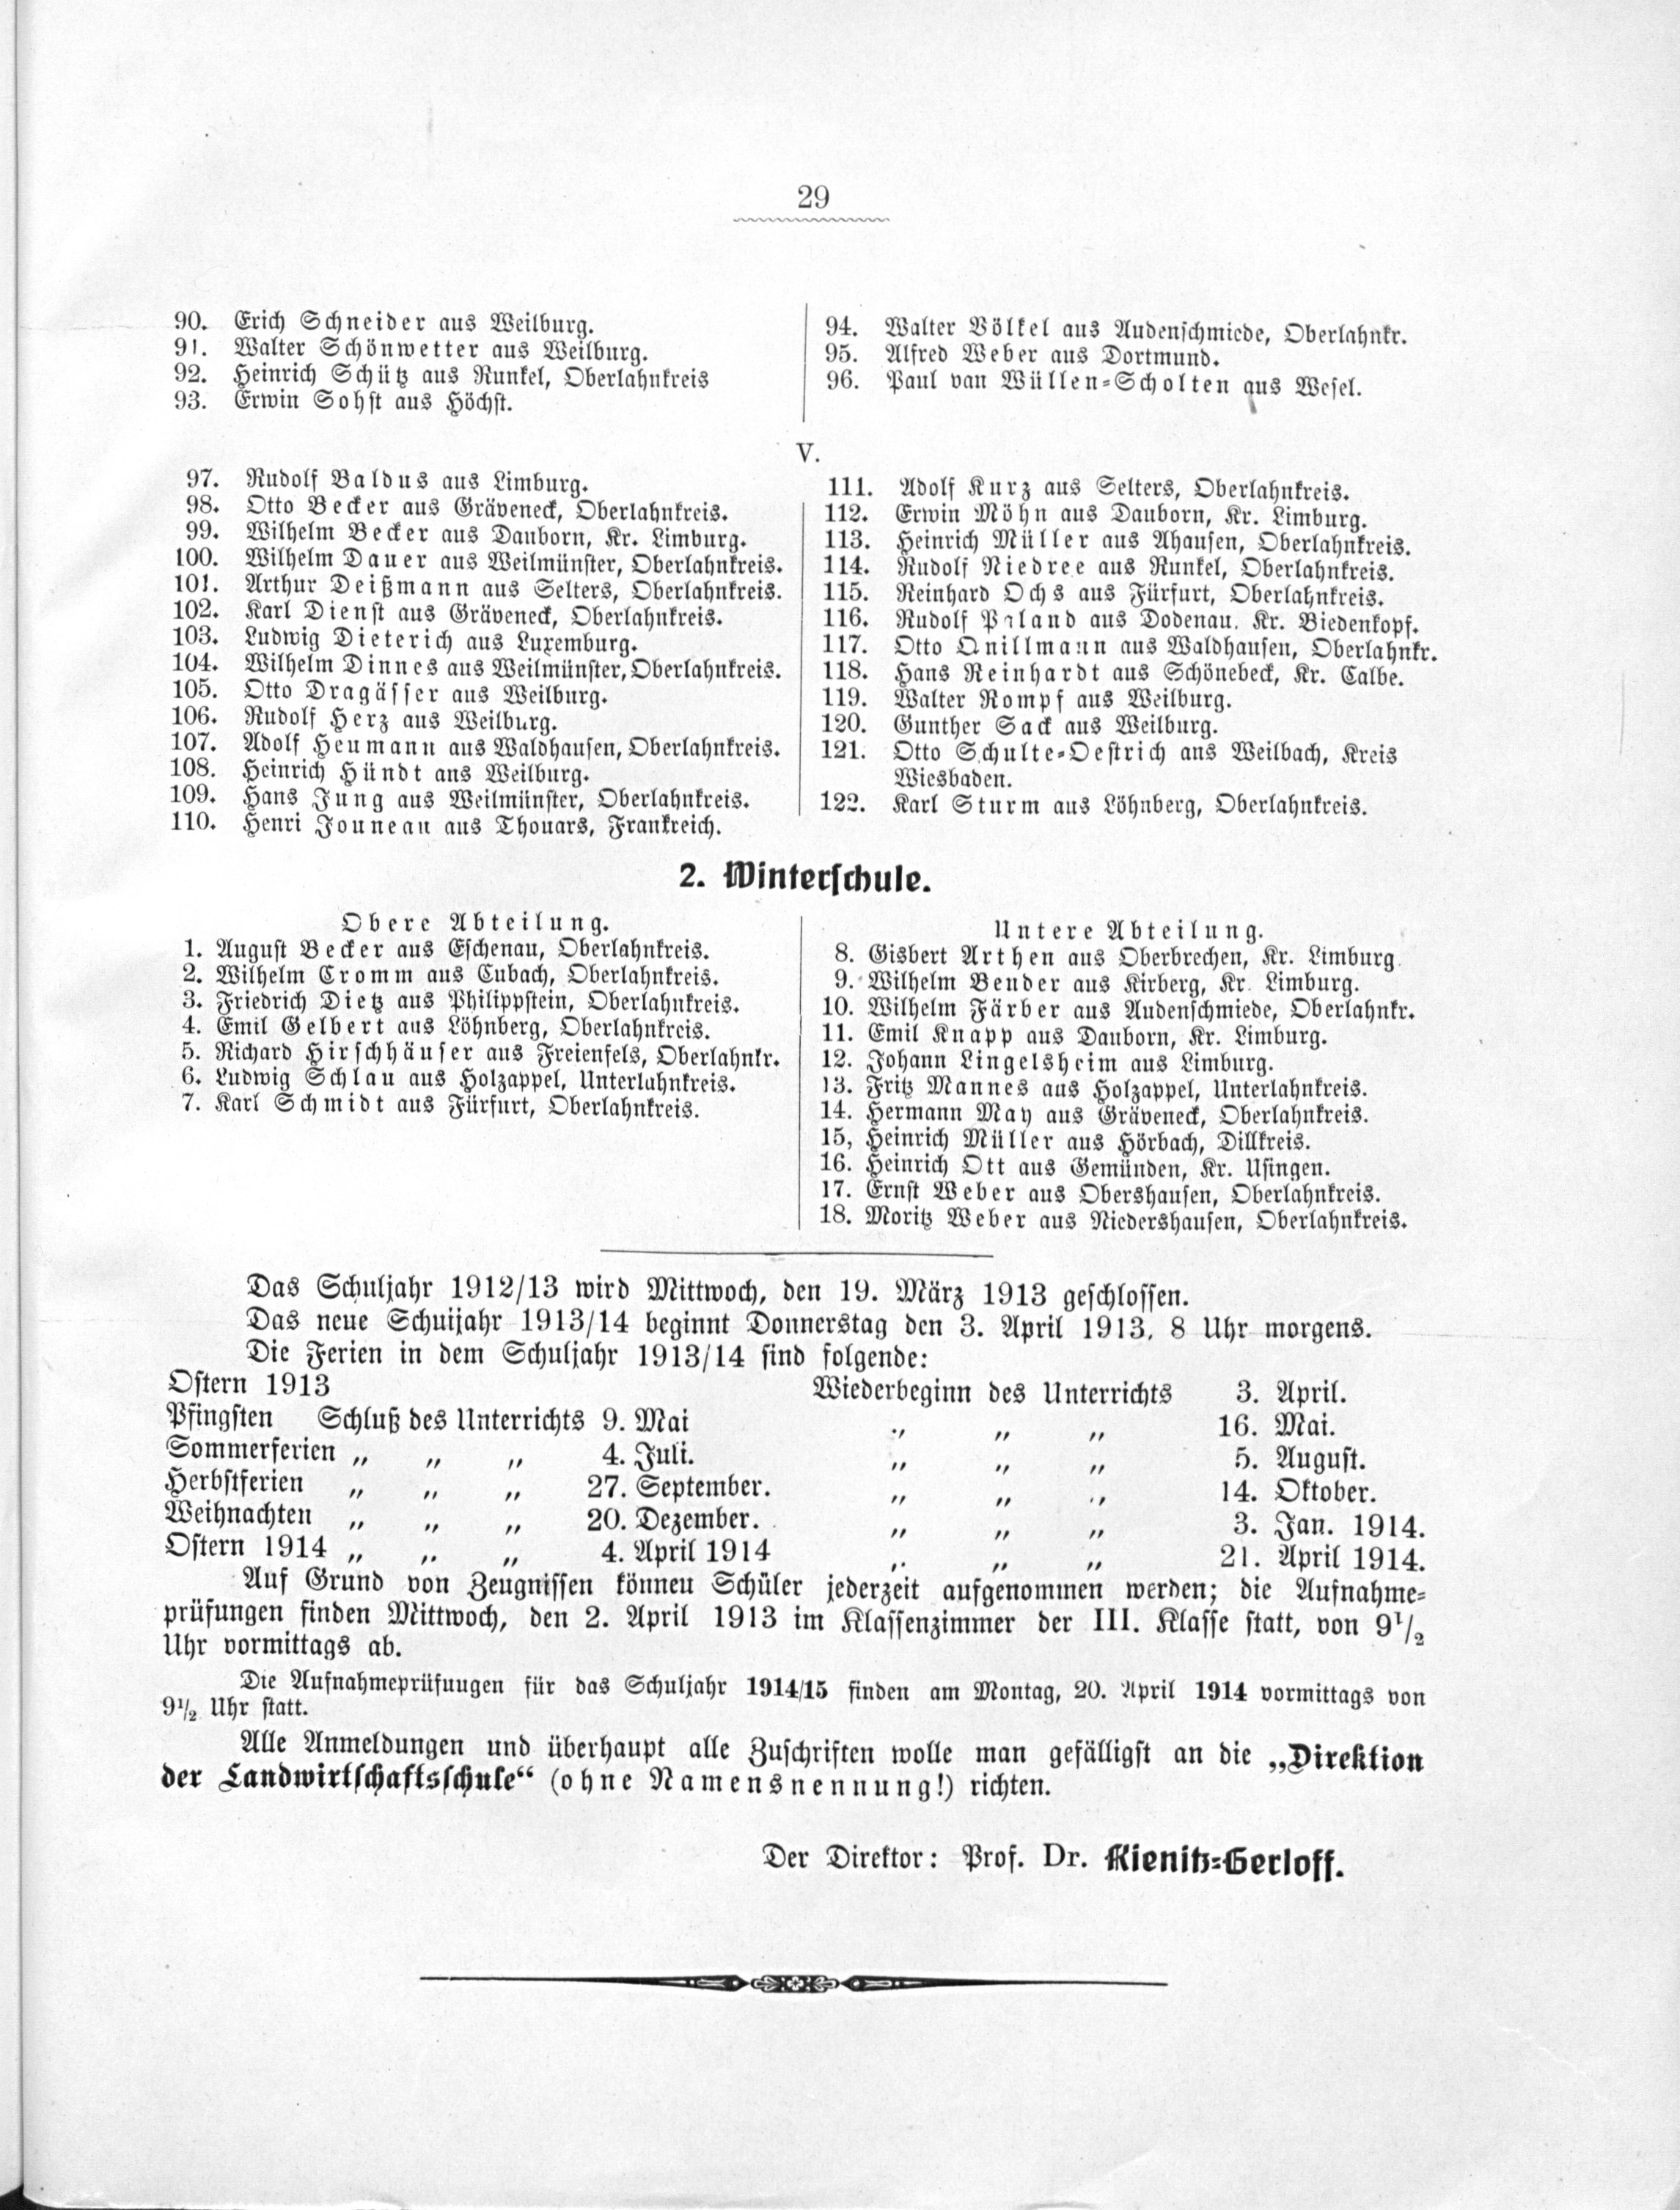 29
90. Erich Schneider aus Weilburg.
91. Walter Schönwetter aus Weilburg.
92. Heinrich Schütz aus Runkel, Oberlahnkreis
93. Erwin Sohst aus Höchst.
94. Walter Völkel aus Audenschmiede, Oberlahnkr.
95. Alfred Weber aus Dortmund.
96. Paul van Wüllen-Scholten aus Wesel.
V.
97. Rudolf Baldus aus Limburg.
98. Otto Becker aus Gräveneck, Oberlahnkreis.
99. Wilhelm Becker aus Dauborn, Kr. Limburg.
100. Wilhelm Dauer aus Weilmünster, Oberlahnkreis.
101. Arthur Deißmann aus Selters, Oberlahnkreis.
102. Karl Dienst aus Gräveneck, Oberlahnkreis.
103. Ludwig Dieterich aus Luxemburg.
104. Wilhelm Dinnes aus Weilmünster, Oberlahnkreis.
105. Otto Dragässer aus Weilburg.
106. Rudolf Herz aus Weilburg.
107. Adolf Heumann aus Waldhausen, Oberlahnkreis.
108. Heinrich Hündt ans Weilburg.
109. Hans Jung aus Weilmünster, Oberlahnkreis.
110. Henri Jouneau aus Thouars, Frankreich.
111. Adolf Kurz aus Selters, Oberlahnkreis.
112. Erwin Möhn aus Dauborn, Kr. Limburg.
113. Heinrich Müller aus Ahausen, Oberlahnkreis.
114. Rudolf Niedree aus Runkel, Oberlahnkreis.
115. Reinhard Ochs aus Fürfurt, Oberlahnkreis.
116. Rudolf Paland aus Dodenau. Kr. Biedenkopf.
117. Otto Quillmann aus Waldhausen, Oberlahnkr.
118. Hans Reinhardt aus Schönebeck, Kr. Calbe.
119. Walter Rompf aus Weilburg.
120. Gunther Sack aus Weilburg.
121. Otto Schulte-Oestrich ans Weilbach, Kreis
Wiesbaden.
122. Karl Sturm aus Löhnberg, Oberlahnkreis.
2. Winterschule.
Obere Abteilung.
1. August Becker aus Eschenau, Oberlahnkreis.
2. Wilhelm Cromm aus Cubach, Oberlahnkreis.
3. Friedrich Dietz aus Philippstein, Oberlahnkreis.
4. Emil Gelbert aus Löhnberg, Oberlahnkreis.
5. Richard Hirschhäuser aus Freienfels, Oberlahnkr.
6. Ludwig Schlau aus Holzappel, Unterlahnkreis.
7. Karl Schmidt aus Fürfurt, Oberlahnkreis.
Untere Abteilung.
8. Gisbert Arthen aus Oberbrechen, Kr. Limburg
9. Wilhelm Bender aus Kirberg, Kr. Limburg.
10. Wilhelm Färber aus Audenschmiede, Oberlahnkr.
11. Emil Knapp aus Dauborn, Kr. Limburg.
12. Johann Lingelsheim aus Limburg.
13. Fritz Mannes aus Holzappel, Unterlahnkreis.
14. Hermann May aus Gräveneck, Oberlahnkreis.
15, Heinrich Müller aus Hörbach, Dillkreis.
16. Heinrich Ott aus Gemünden, Kr. Usingen.
17. Ernst Weber aus Obershausen, Oberlahnkreis.
18. Moritz Weber aus Niedershausen, Oberlahnkreis.
Das Schuljahr 1912/13 wird Mittwoch, den 19. März 1913 geschlossen.
Das neue Schuijahr 1913/14 beginnt Donnerstag den 3. April 1913, 8 Uhr morgens.
Die Ferien in dem Schuljahr 1913/14 sind folgende:
Ostern 1913 Wiederbeginn des Unterrichts 3. April.
Pfingsten Schluß des Unterrichts 9. Mai „ „ „ 16. Mai.
Sommerferien „ „ „ 4. Juli. „ „ „ 5. August.
Herbstferien „ „ „ 27. September. „ „ „ 14. Oktober.
Weihnachten „ „ „ 20. Dezember. „ „ „ 3. Jan. 1914.
Ostern 1914 „ „ „ 4. April 1914 „ „ „ 21. April 1914.
Auf Grund von Zeugnissen können Schüler jederzeit aufgenommen werden; die Aufnahme-
prüfungen finden Mittwoch, den 2. April 1913 im Klassenzimmer der III. Klasse statt, von 9½
Uhr vormittags ab.
Die Aufnahmeprüfungen für das Schuljahr 1914/15 finden am Montag, 20. April 1914 vormittags von
9½ Uhr statt.
Alle Anmeldungen und überhaupt alle Zuschriften wolle man gefälligst an die „Direktion
der Landwirtschaftsschule“ (ohne Namensnennung!) richten.
Der Direktor: Prof. Dr. Kienitz-Gerloff.